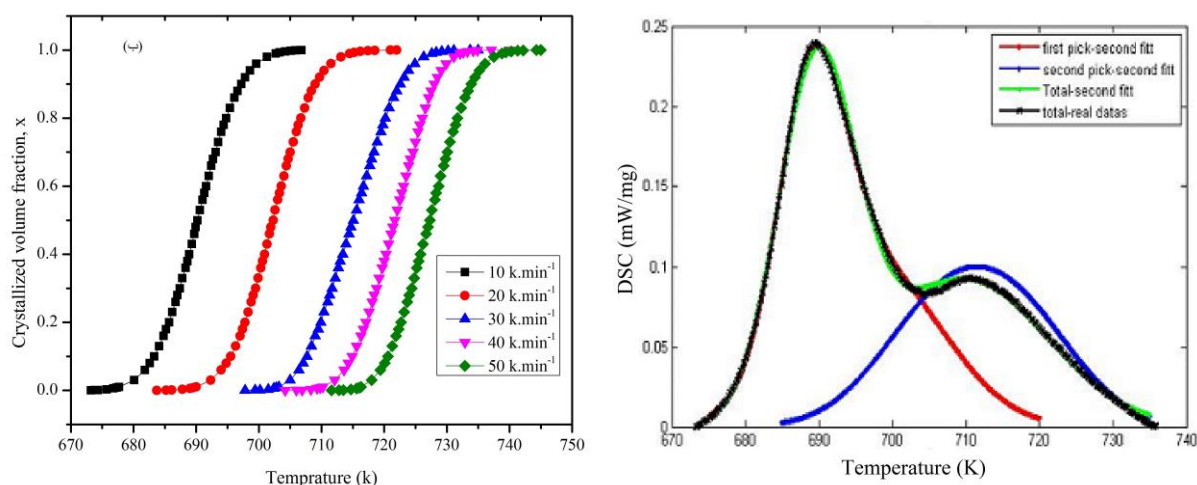 (ب)
1.0
0.8
0.6
0.4
0.2
0.0
Crystallized volume fraction, x
10 k.min-1
20 k.min-1
30 k.min-1
40 k.min-1
50 k.min-1
670 680 690 700 710 720 730 740 750
Temprature (k)
0.25
0.2
0.15
0.1
0.05
0
DSC (mW/mg)
first pick-second fitt
second pick-second fitt
Total-second fitt
total-real datas
670 680 690 700 710 720 730 740
Temperature (K)